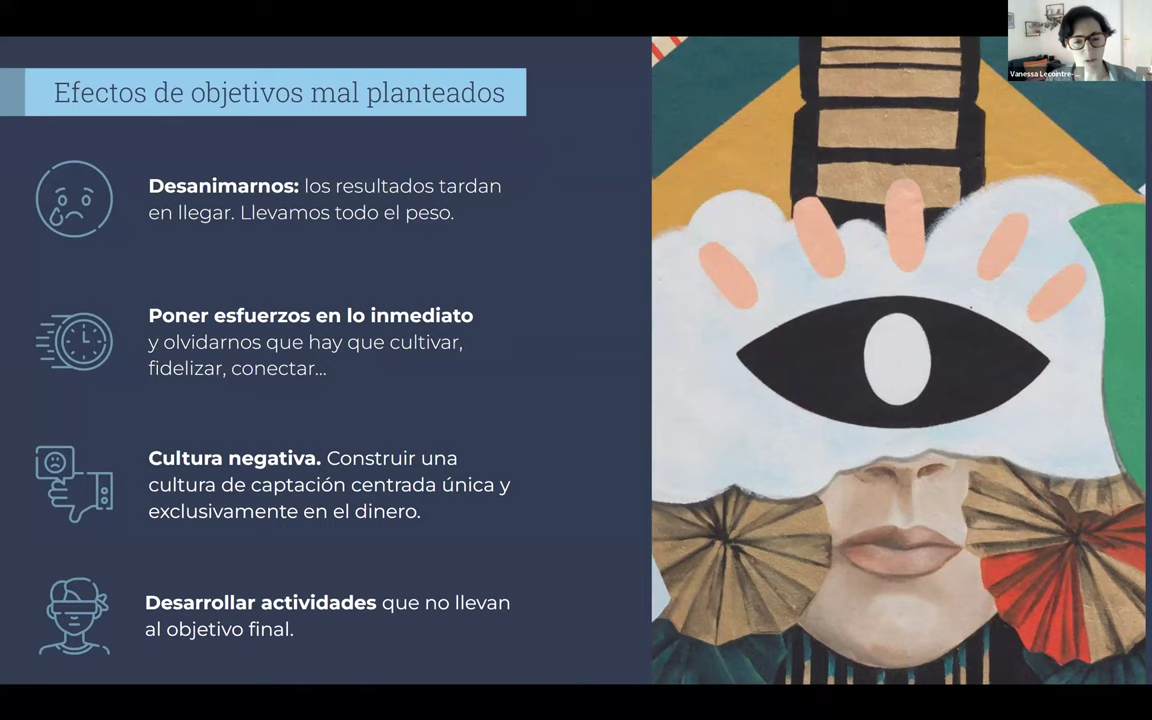 Vanessa Lecointre-...
Efectos de objetivos mal planteados
Desanimarnos: los resultados tardan
en llegar. Llevamos todo el peso.
Poner esfuerzos en lo inmediato
y olvidarnos que hay que cultivar,
fidelizar, conectar...
Cultura negativa. Construir una
cultura de captación centrada única y
exclusivamente en el dinero.
Desarrollar actividades que no llevan
al objetivo final.